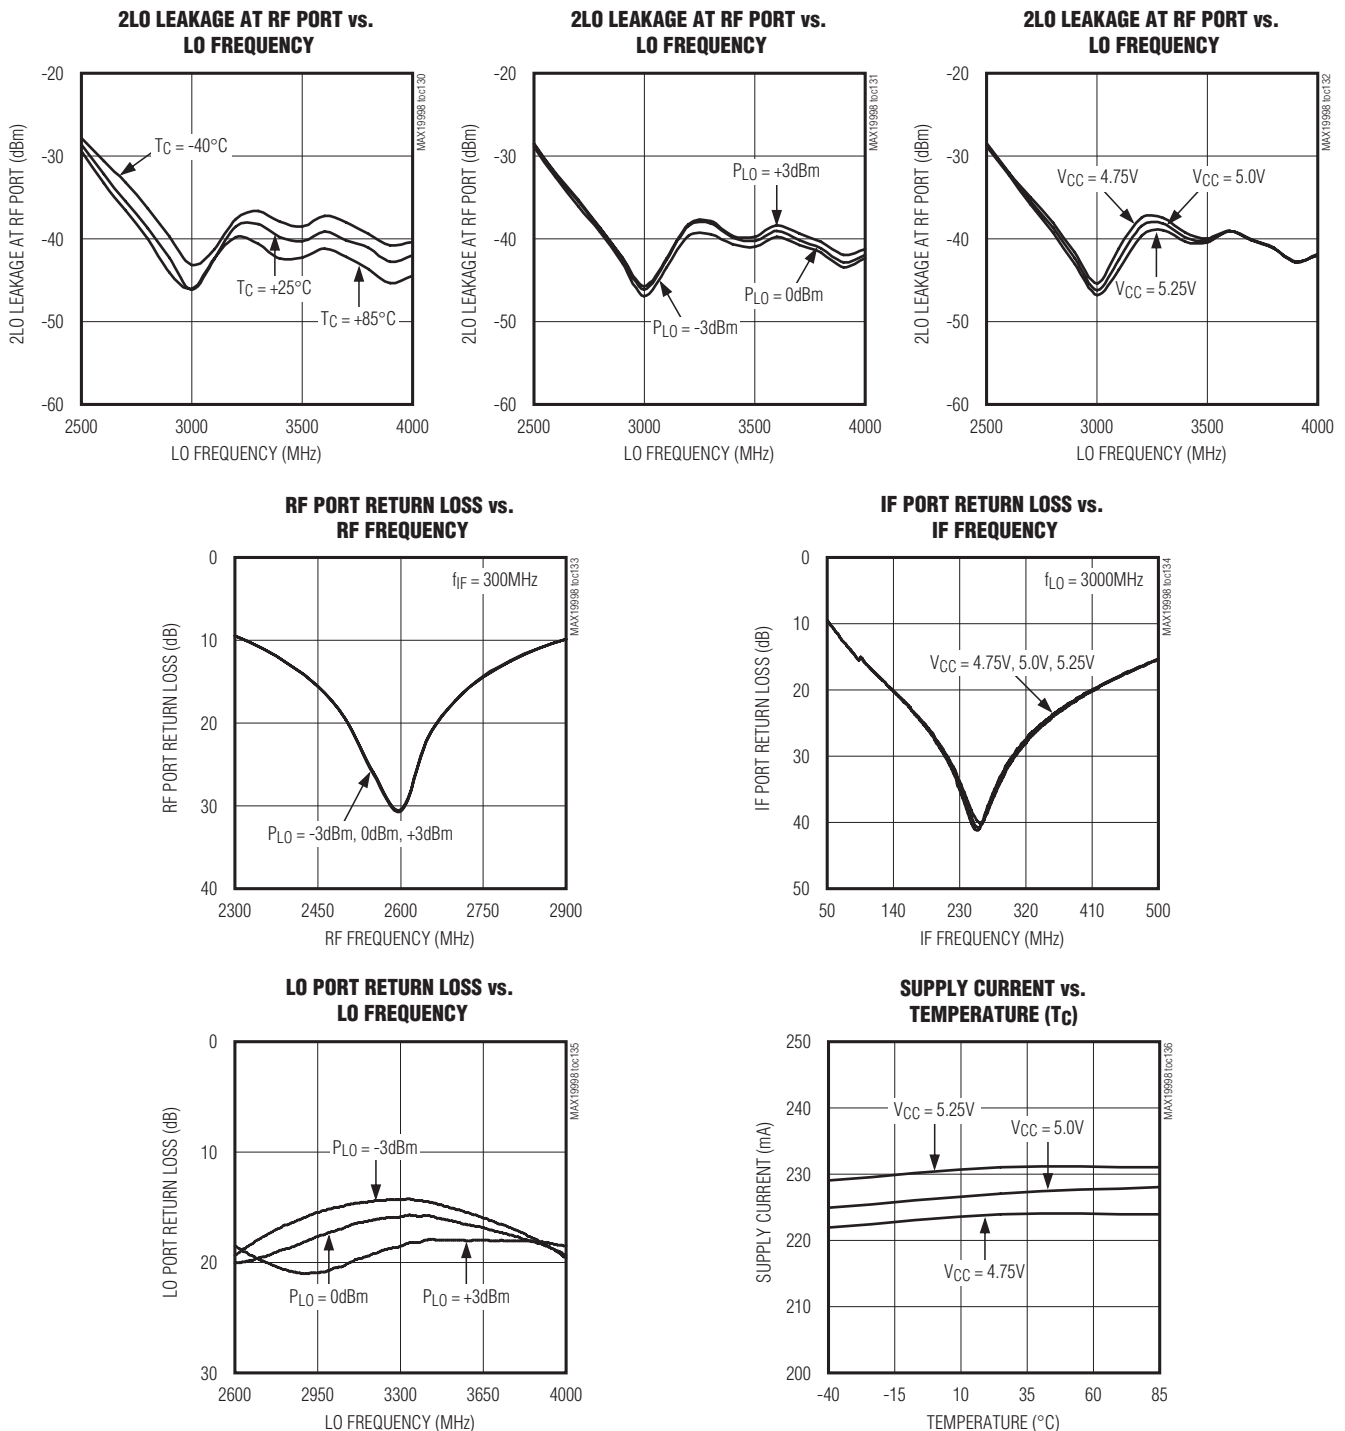 2LO LEAKAGE AT RF PORT vs.
LO FREQUENCY
-20
-30
-40
-50
-60
2LO LEAKAGE AT RF PORT (dBm)
TC = -40°C
TC = +25°C
TC = +85°C
MAX19998 toc130
2500
3000
3500
4000
LO FREQUENCY (MHz)
2LO LEAKAGE AT RF PORT vs.
LO FREQUENCY
-20
-30
-40
-50
-60
2LO LEAKAGE AT RF PORT (dBm)
PLO = +3dBm
PLO = 0dBm
PLO = -3dBm
MAX19998 toc131
2500
3000
3500
4000
LO FREQUENCY (MHz)
2LO LEAKAGE AT RF PORT vs.
LO FREQUENCY
-20
-30
-40
-50
-60
2LO LEAKAGE AT RF PORT (dBm)
VCC = 4.75V
VCC = 5.0V
VCC = 5.25V
MAX19998 toc132
2500
3000
3500
4000
LO FREQUENCY (MHz)
RF PORT RETURN LOSS vs.
RF FREQUENCY
0
10
20
30
40
RF PORT RETURN LOSS (dB)
fIF = 300MHz
PLO = -3dBm, 0dBm, +3dBm
MAX19998 toc133
2300
2450
2600
2750
2900
RF FREQUENCY (MHz)
IF PORT RETURN LOSS vs.
IF FREQUENCY
0
10
20
30
40
50
IF PORT RETURN LOSS (dB)
fLO = 3000MHz
VCC = 4.75V, 5.0V, 5.25V
MAX19998 toc134
50
140
230
320
410
500
IF FREQUENCY (MHz)
LO PORT RETURN LOSS vs.
LO FREQUENCY
0
10
20
30
LO PORT RETURN LOSS (dB)
PLO = -3dBm
PLO = 0dBm
PLO = +3dBm
MAX19998 toc135
2600
2950
3300
3650
4000
LO FREQUENCY (MHz)
SUPPLY CURRENT vs.
TEMPERATURE (TC)
250
240
230
220
210
200
SUPPLY CURRENT (mA)
VCC = 5.25V
VCC = 5.0V
VCC = 4.75V
MAX19998 toc136
-40
-15
10
35
60
85
TEMPERATURE (°C)